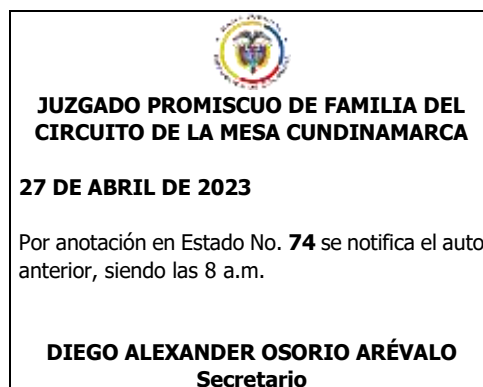 JUZGADO PROMISCUO DE FAMILIA DEL
CIRCUITO DE LA MESA CUNDINAMARCA
27 DE ABRIL DE 2023
Por anotación en Estado No. 74 se notifica el auto
anterior, siendo las 8 a.m.
DIEGO ALEXANDER OSORIO ARÉVALO
Secretario